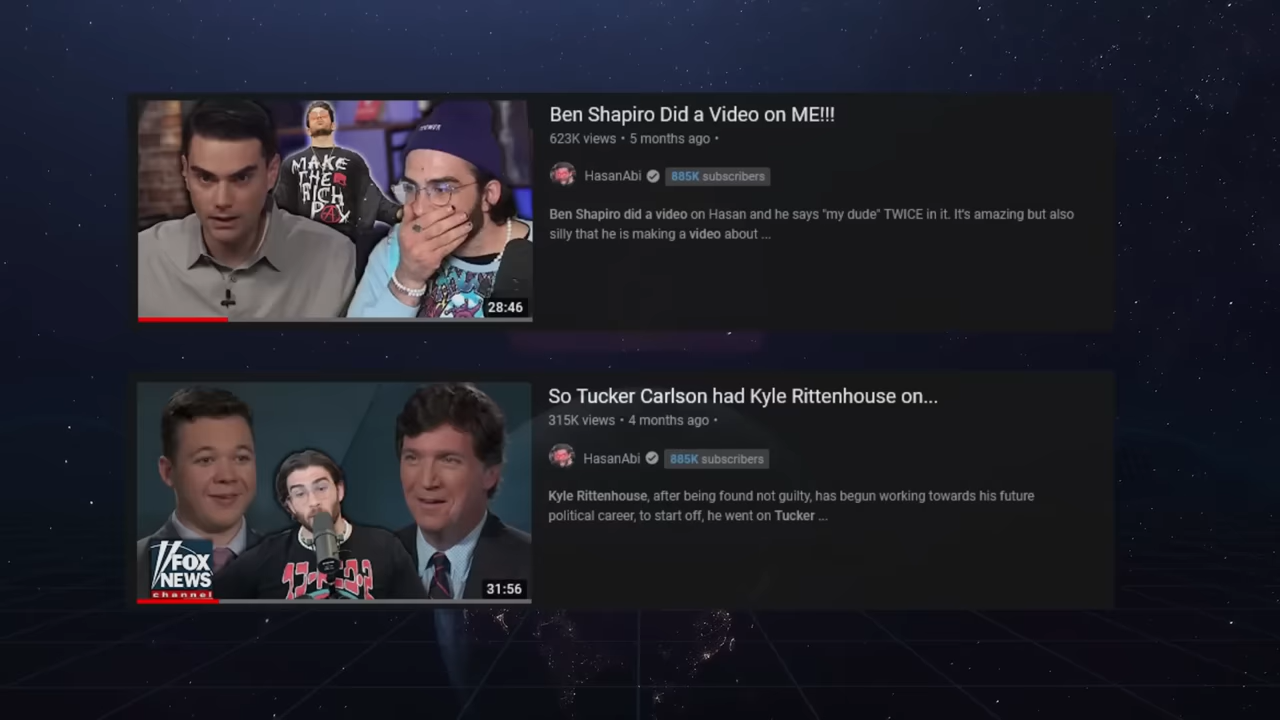 Ben Shapiro Did a Video on ME!!!
623K views • 5 months ago •
HasanAbi 885K subscribers
Ben Shapiro did a video on Hasan and he says "my dude" TWICE in it. It's amazing but also
silly that he is making a video about ...
MAKE
THE
RICH
PAY
28:46
So Tucker Carlson had Kyle Rittenhouse on...
315K views • 4 months ago •
HasanAbi 885K subscribers
Kyle Rittenhouse, after being found not guilty, has begun working towards his future
political career, to start off, he went on Tucker ...
FOX
NEWS
channel
31:56